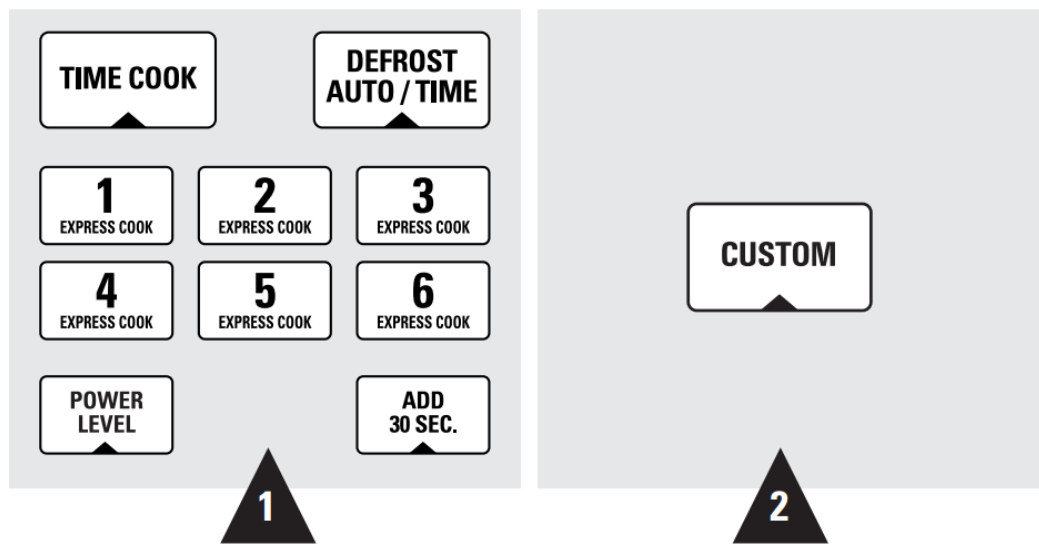 TIME COOK
DEFROST
AUTO / TIME
1
EXPRESS COOK
2
EXPRESS COOK
3
EXPRESS COOK
4
EXPRESS COOK
5
EXPRESS COOK
6
EXPRESS COOK
POWER
LEVEL
ADD
30 SEC.
1
CUSTOM
2